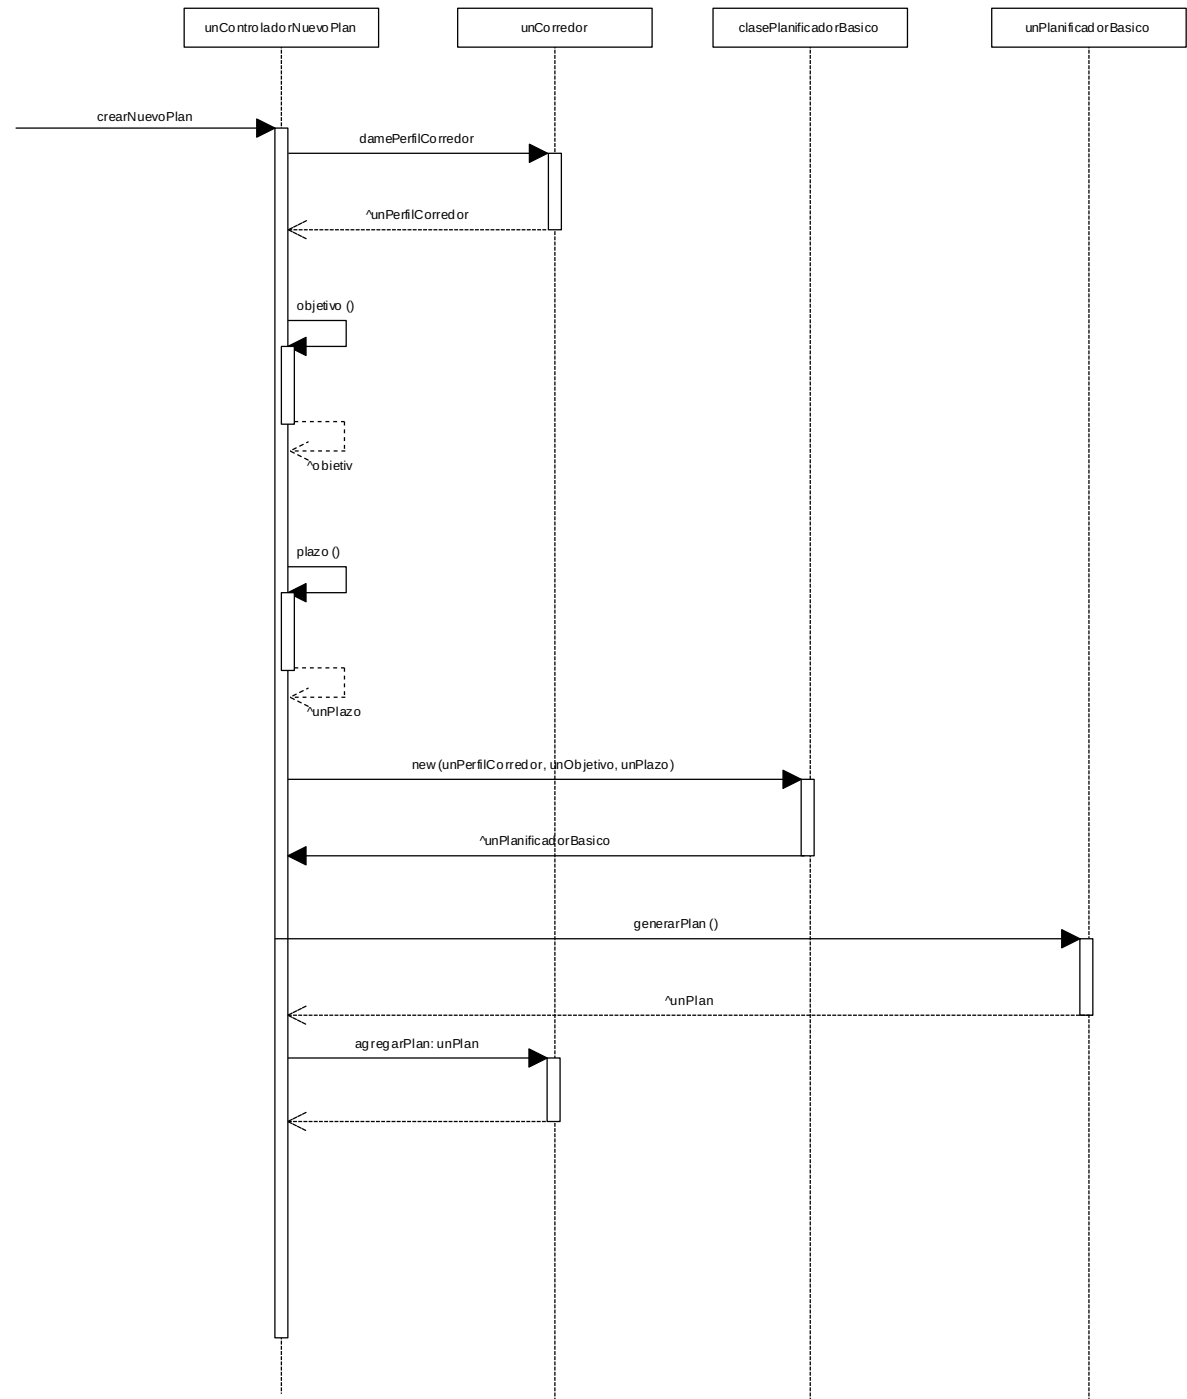 unControladorNuevoPlan
unCorredor
clasePlanificadorBasico
unPlanificadorBasico
crearNuevoPlan
damePerfilCorredor
^unPerfilCorredor
objetivo ()
^objetiv
plazo ()
^unPlazo
new (unPerfilCorredor, unObjetivo, unPlazo)
^unPlanificadorBasico
generarPlan ()
^unPlan
agregarPlan: unPlan